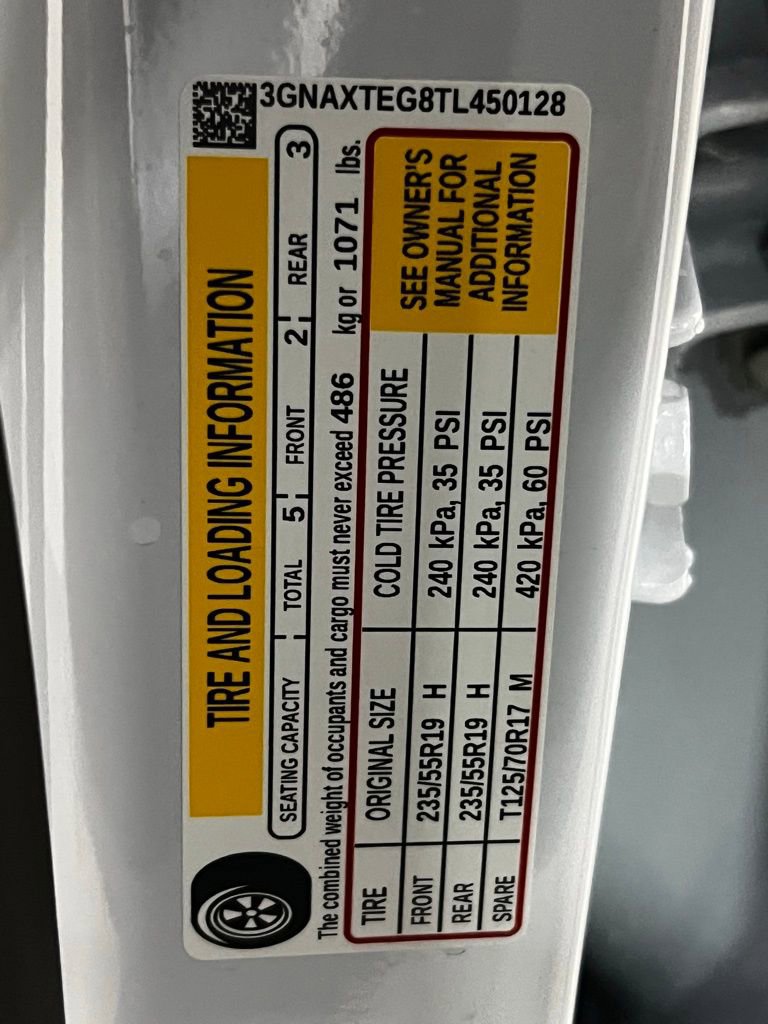 3GNAXTEG8TL450128
TIRE AND LOADING INFORMATION
SEATING CAPACITY TOTAL 5 FRONT 2 REAR 3
The combined weight of occupants and cargo must never exceed 486 kg or 1071 lbs.
TIRE ORIGINAL SIZE COLD TIRE PRESSURE
FRONT 235/55R19 H 240 kPa, 35 PSI
REAR 235/55R19 H 240 kPa, 35 PSI
SPARE T125/70R17 M 420 kPa, 60 PSI
SEE OWNER'S
MANUAL FOR
ADDITIONAL
INFORMATION